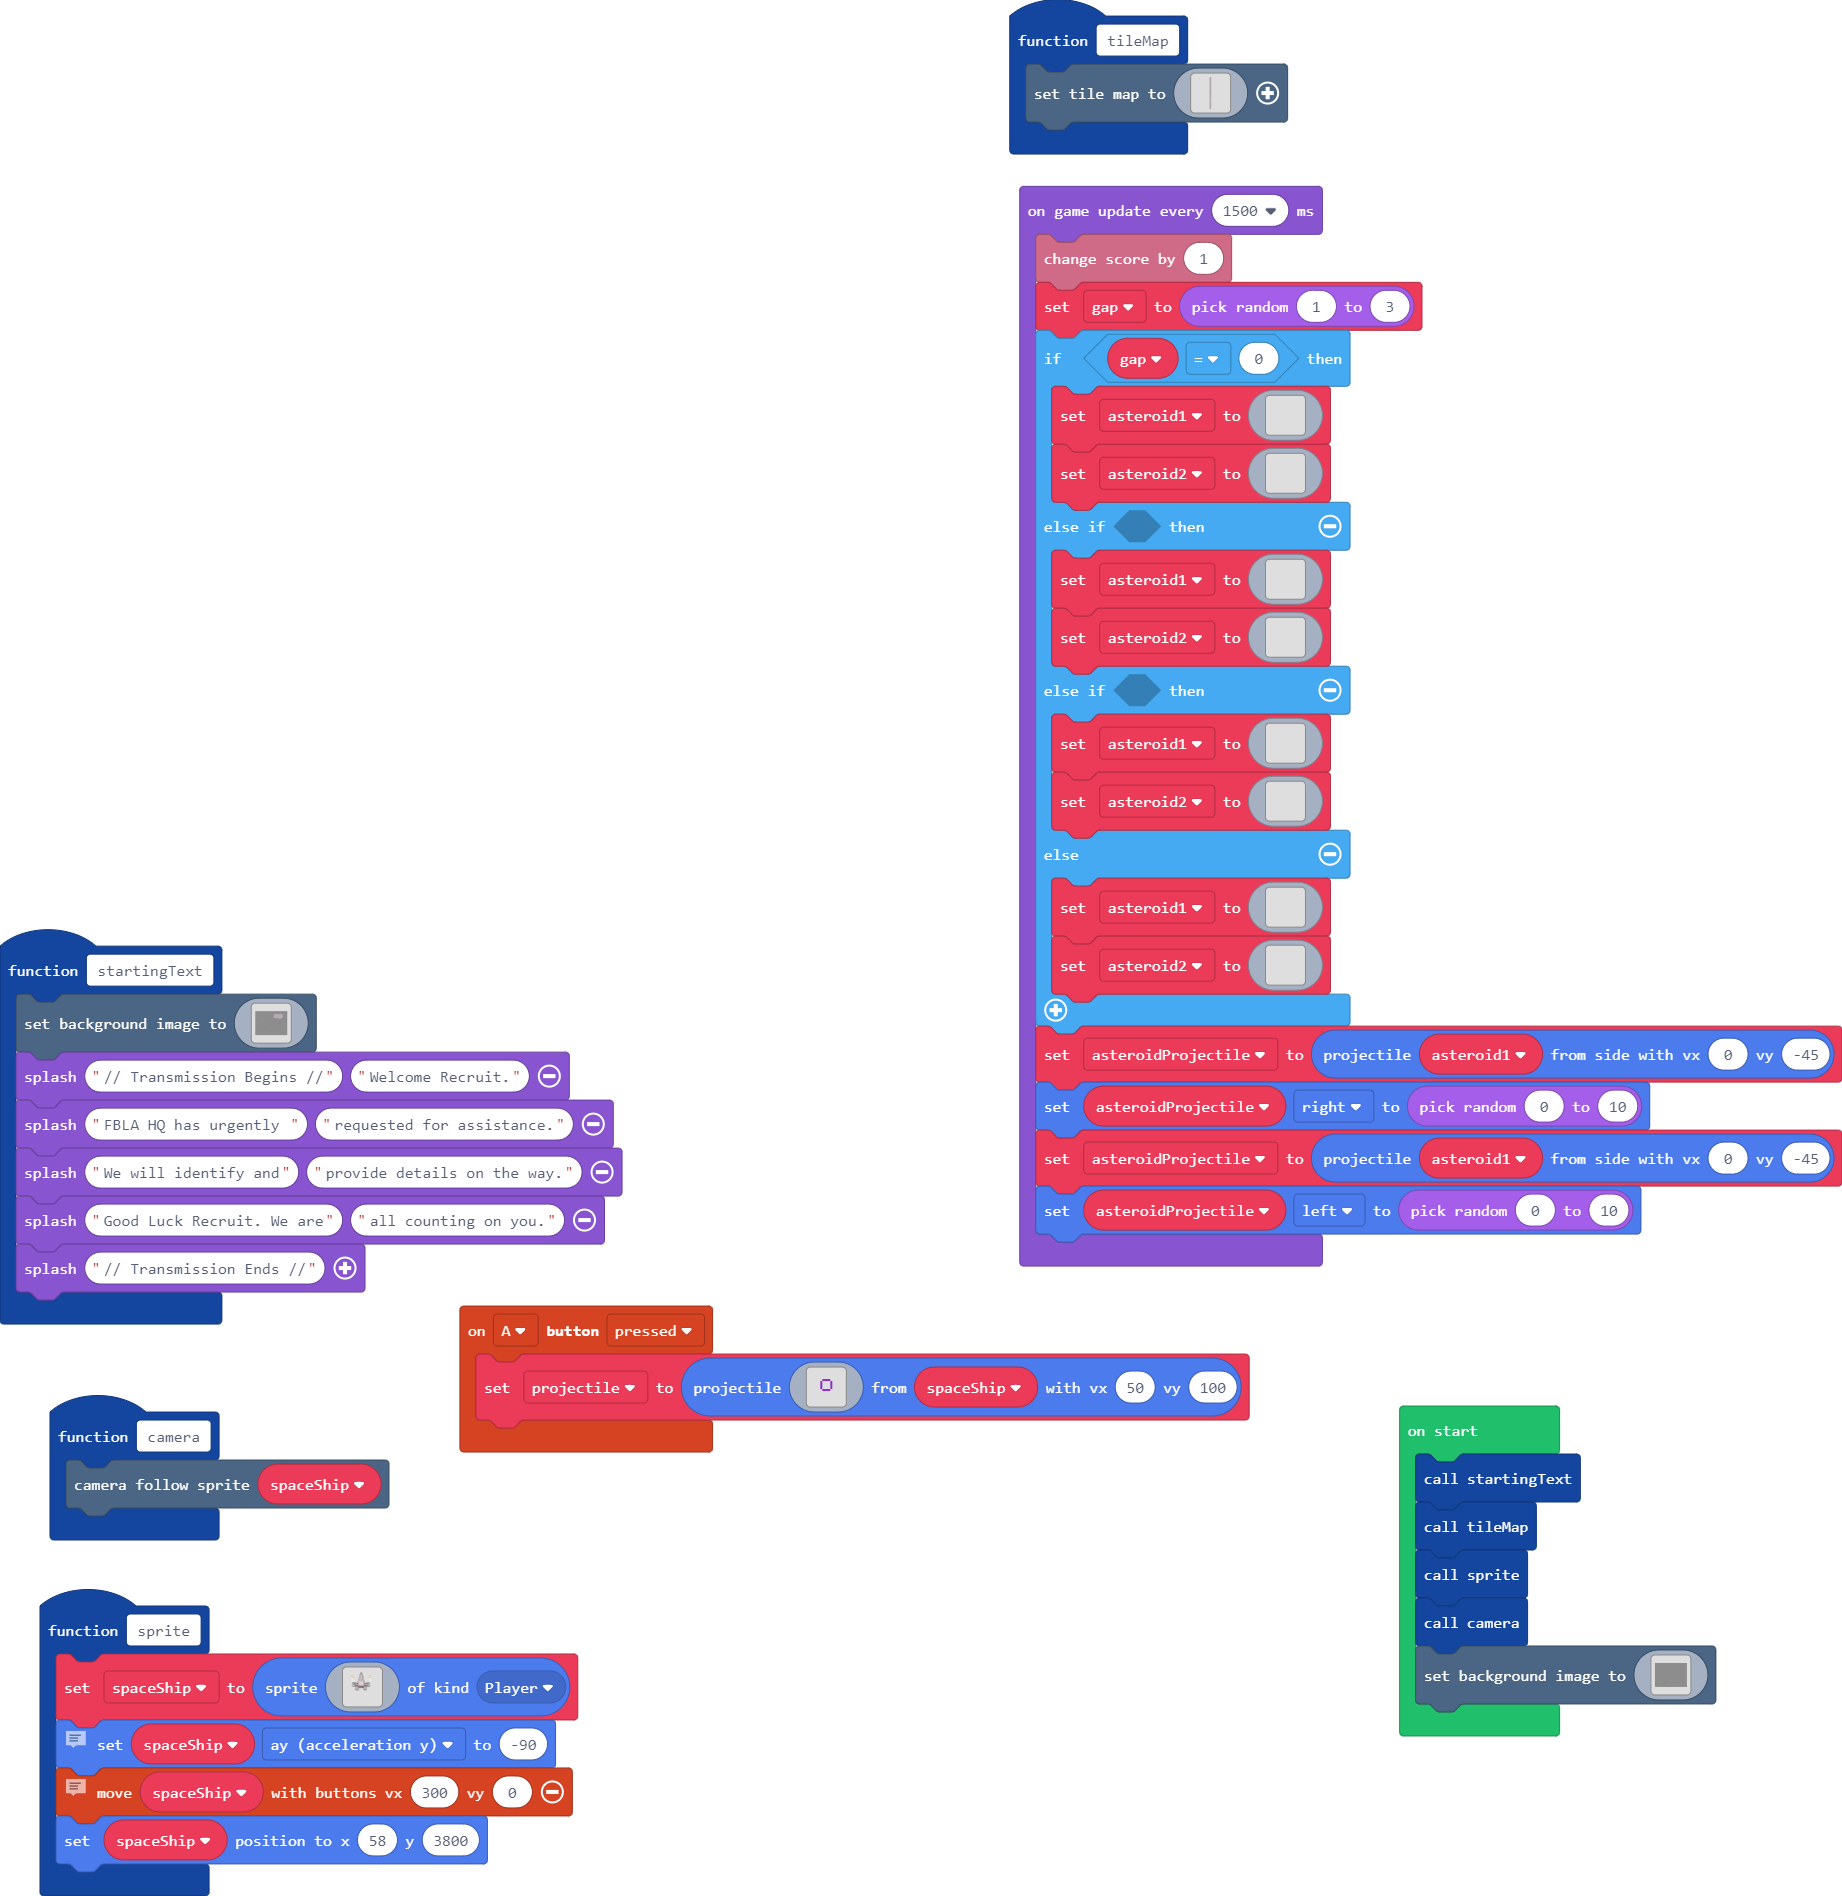 function tileMap
set tile map to
on game update every 1500 ms
change score by 1
set gap to pick random 1 to 3
if gap = 0 then
set asteroid1 to
set asteroid2 to
else if then
set asteroid1 to
set asteroid2 to
else if then
set asteroid1 to
set asteroid2 to
else
set asteroid1 to
set asteroid2 to
set asteroidProjectile to projectile asteroid1 from side with vx 0 vy -45
set asteroidProjectile right to pick random 0 to 10
set asteroidProjectile to projectile asteroid1 from side with vx 0 vy -45
set asteroidProjectile left to pick random 0 to 10
function startingText
set background image to
splash "// Transmission Begins //" "Welcome Recruit."
splash "FBLA HQ has urgently " "requested for assistance."
splash "We will identify and" "provide details on the way."
splash "Good Luck Recruit. We are" "all counting on you."
splash "// Transmission Ends //"
on A button pressed
set projectile to projectile from spaceShip with vx 50 vy 100
function camera
camera follow sprite spaceShip
on start
call startingText
call tileMap
call sprite
call camera
set background image to
function sprite
set spaceShip to sprite of kind Player
set spaceShip ay (acceleration y) to -90
move spaceShip with buttons vx 300 vy 0
set spaceShip position to x 58 y 3800